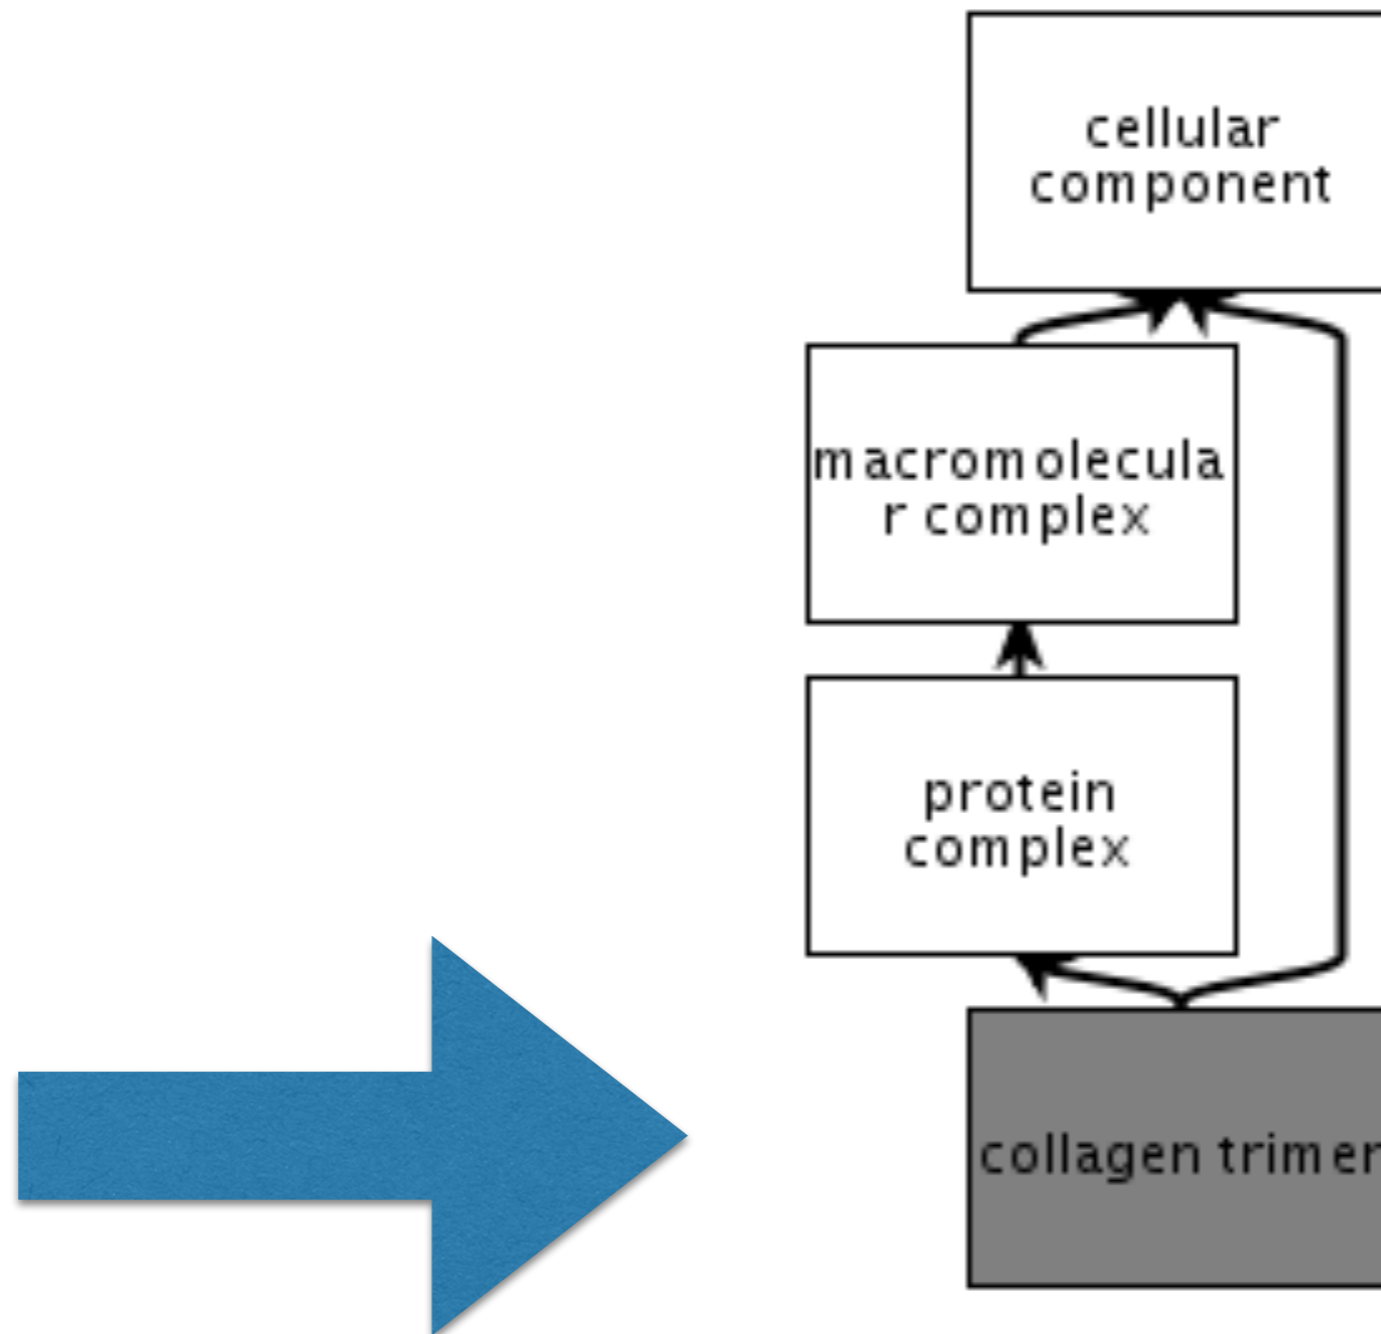 cellular
component
macromolecula
r complex
protein
complex
collagen trimer